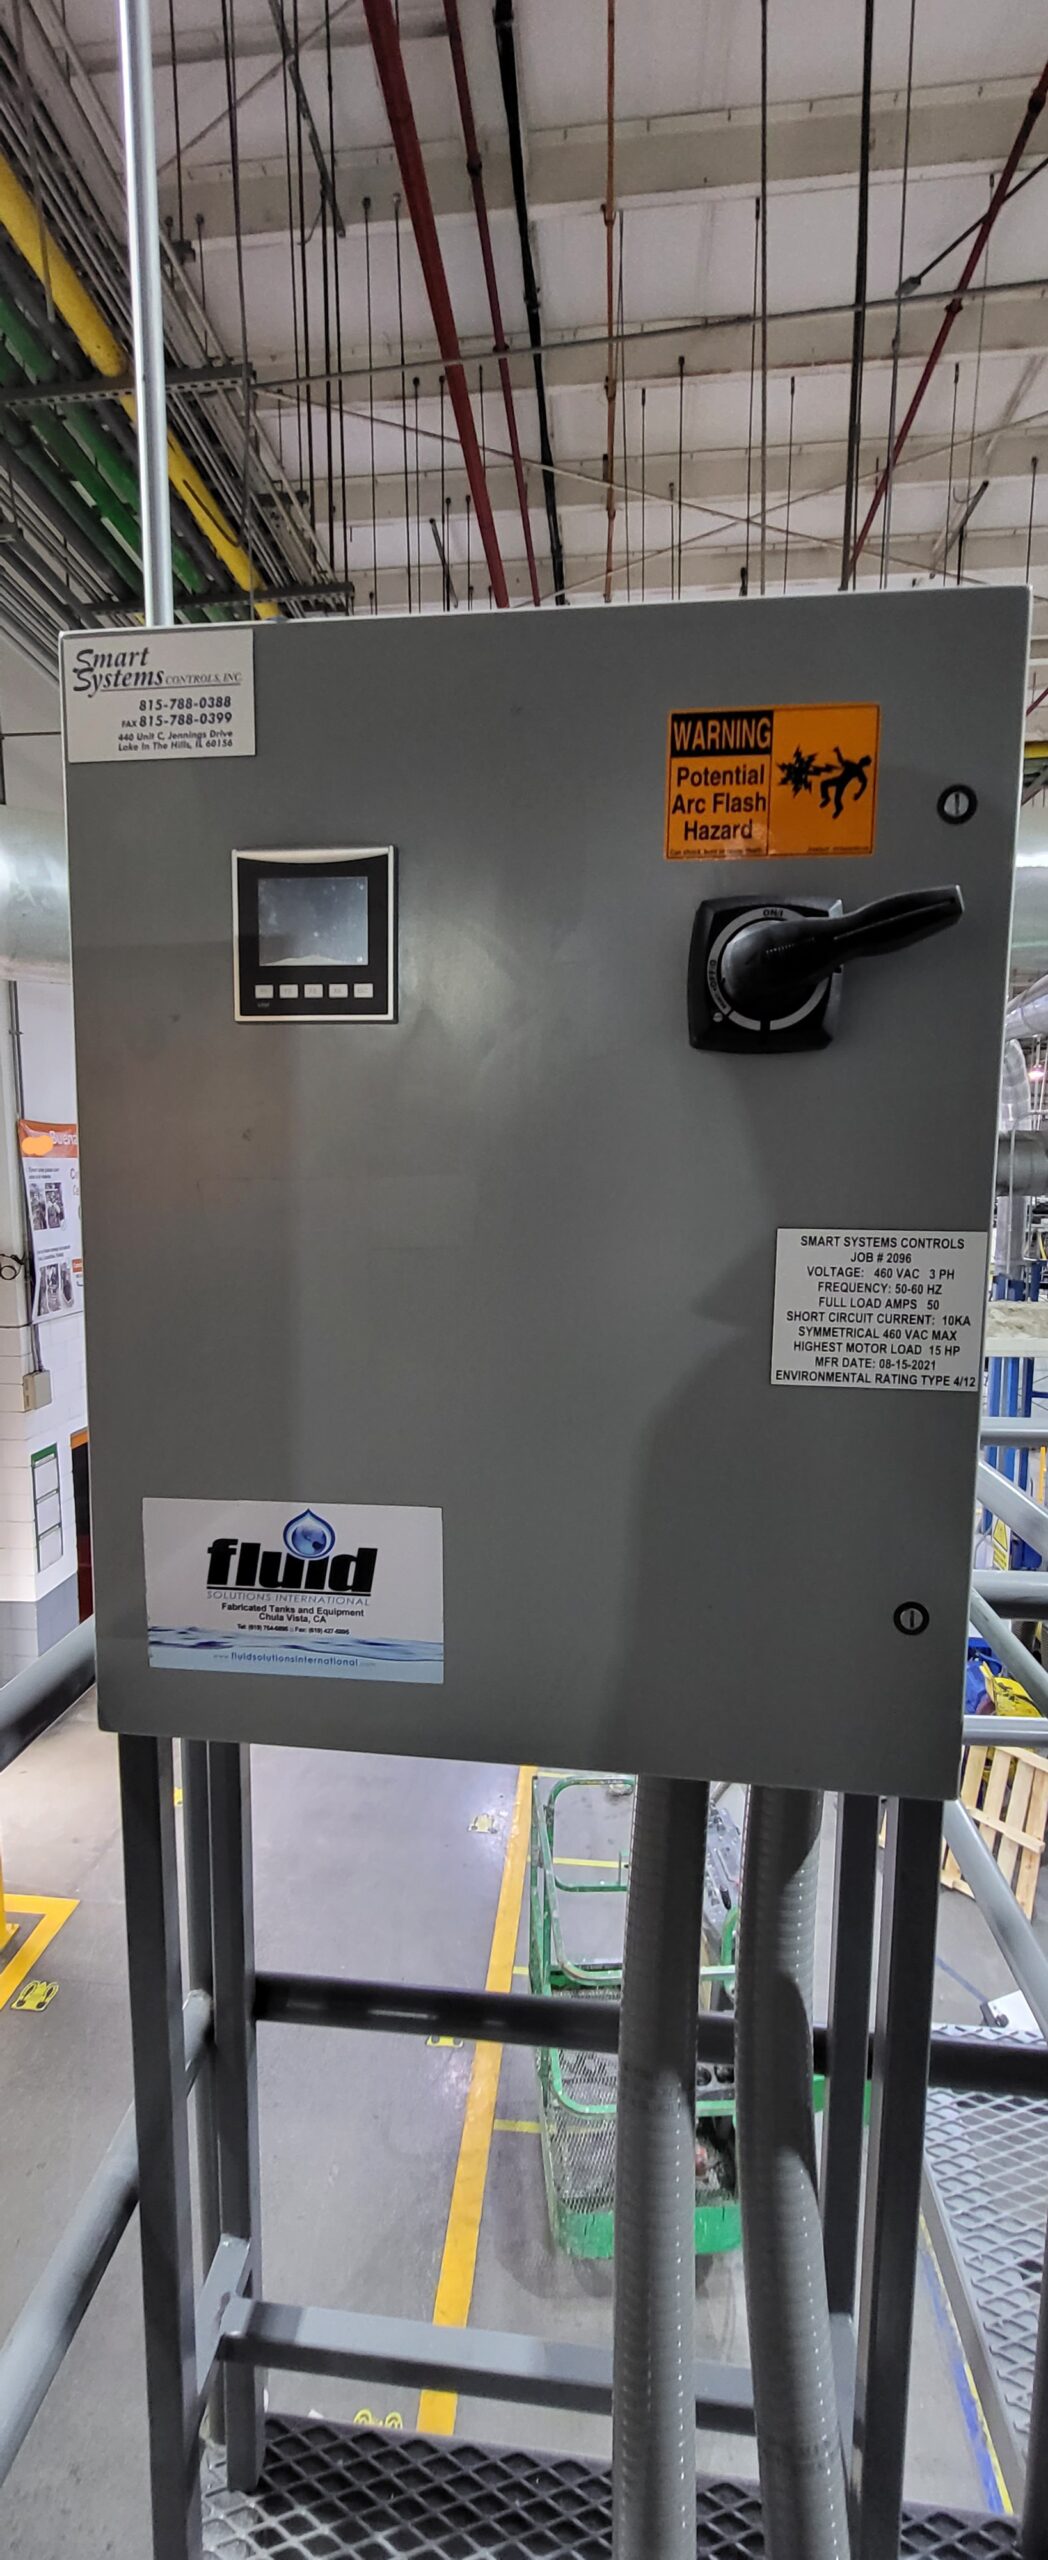 Smart
Systems CONTROLS, INC.
815-788-0388
FAX 815-788-0399
440 Unit C, Jennings Drive
Lake In The Hills, IL 60156
WARNING
Potential
Arc Flash
Hazard
ON/I
Buena
SMART SYSTEMS CONTROLS
JOB # 2096
VOLTAGE: 460 VAC 3 PH
FREQUENCY: 50-60 HZ
FULL LOAD AMPS 50
SHORT CIRCUIT CURRENT: 10KA
SYMMETRICAL 460 VAC MAX
HIGHEST MOTOR LOAD 15 HP
MFR DATE: 08-15-2021
ENVIRONMENTAL RATING TYPE 4/12
fluid
SOLUTIONS INTERNATIONAL
Fabricated Tanks and Equipment
Chula Vista, CA
www.fluidsolutionsinternational.com